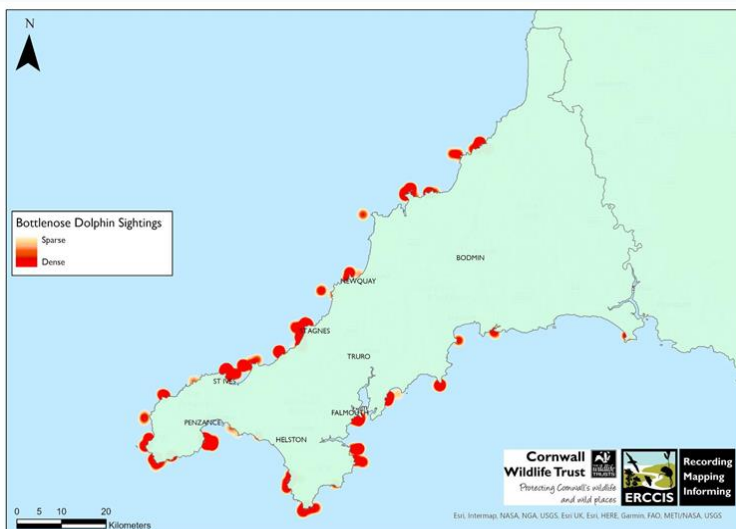 N
Bottlenose Dolphin Sightings
Sparse
Dense
BODMIN
NEWQUAY
ST AGNES
TRURO
ST IVES
FALMOUTH
PENZANCE
HELSTON
0 5 10 20
Kilometers
Cornwall
Wildlife Trust
Protecting Cornwall's wildlife
and wild places
ERCCIS
Recording
Mapping
Informing
Esri, Intermap, NASA, NGA, USGS, Esri UK, Esri, HERE, Garmin, FAO, METI/NASA, USGS